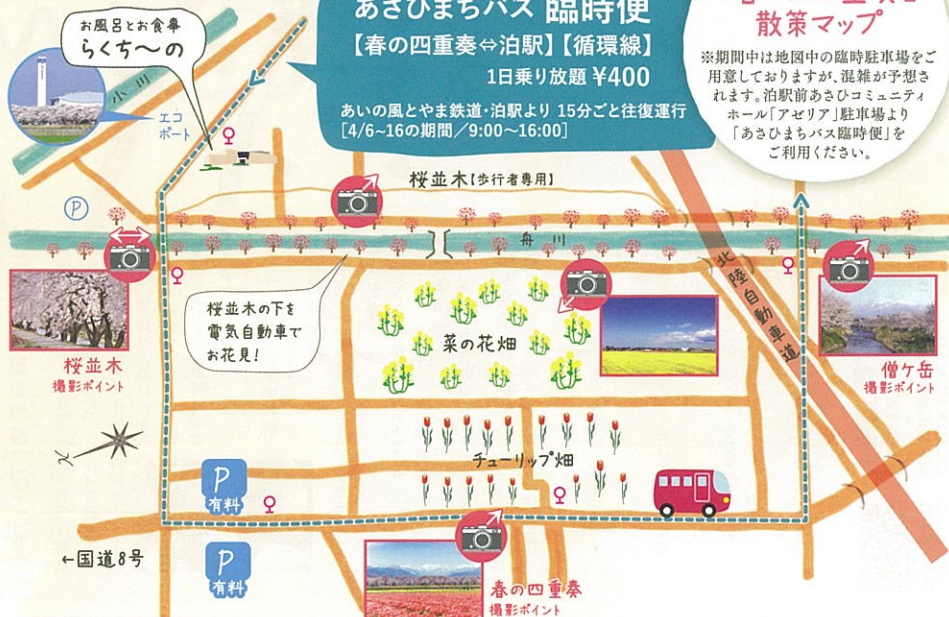 あさひまちバス 臨時便
【春の四重奏⇔泊駅】【循環線】
1日乗り放題 ¥400
あいの風とやま鉄道・泊駅より 15分ごと往復運行
[4/6~16の期間/9:00~16:00]
散策マップ
※期間中は地図中の臨時駐車場をご
用意しておりますが、混雑が予想さ
れます。泊駅前あさひコミュニティ
ホール「アゼリア」駐車場より
「あさひまちバス臨時便」を
ご利用ください。
お風呂とお食事
らくち~の
小川
エコ
ポート
桜並木【歩行者専用】
P
舟川
北陸自動車道
桜並木の下を
電気自動車で
お花見!
菜の花畑
桜並木
撮影ポイント
僧ケ岳
撮影ポイント
N
チューリップ畑
P
有料
←国道8号
P
有料
春の四重奏
撮影ポイント